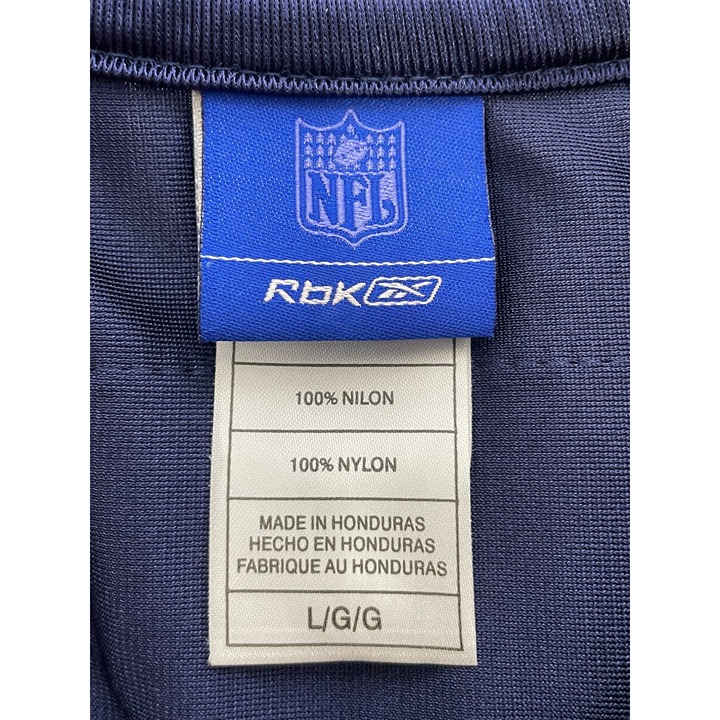 NFL
Rbk
100% NILON
100% NYLON
MADE IN HONDURAS
HECHO EN HONDURAS
FABRIQUE AU HONDURAS
L/G/G